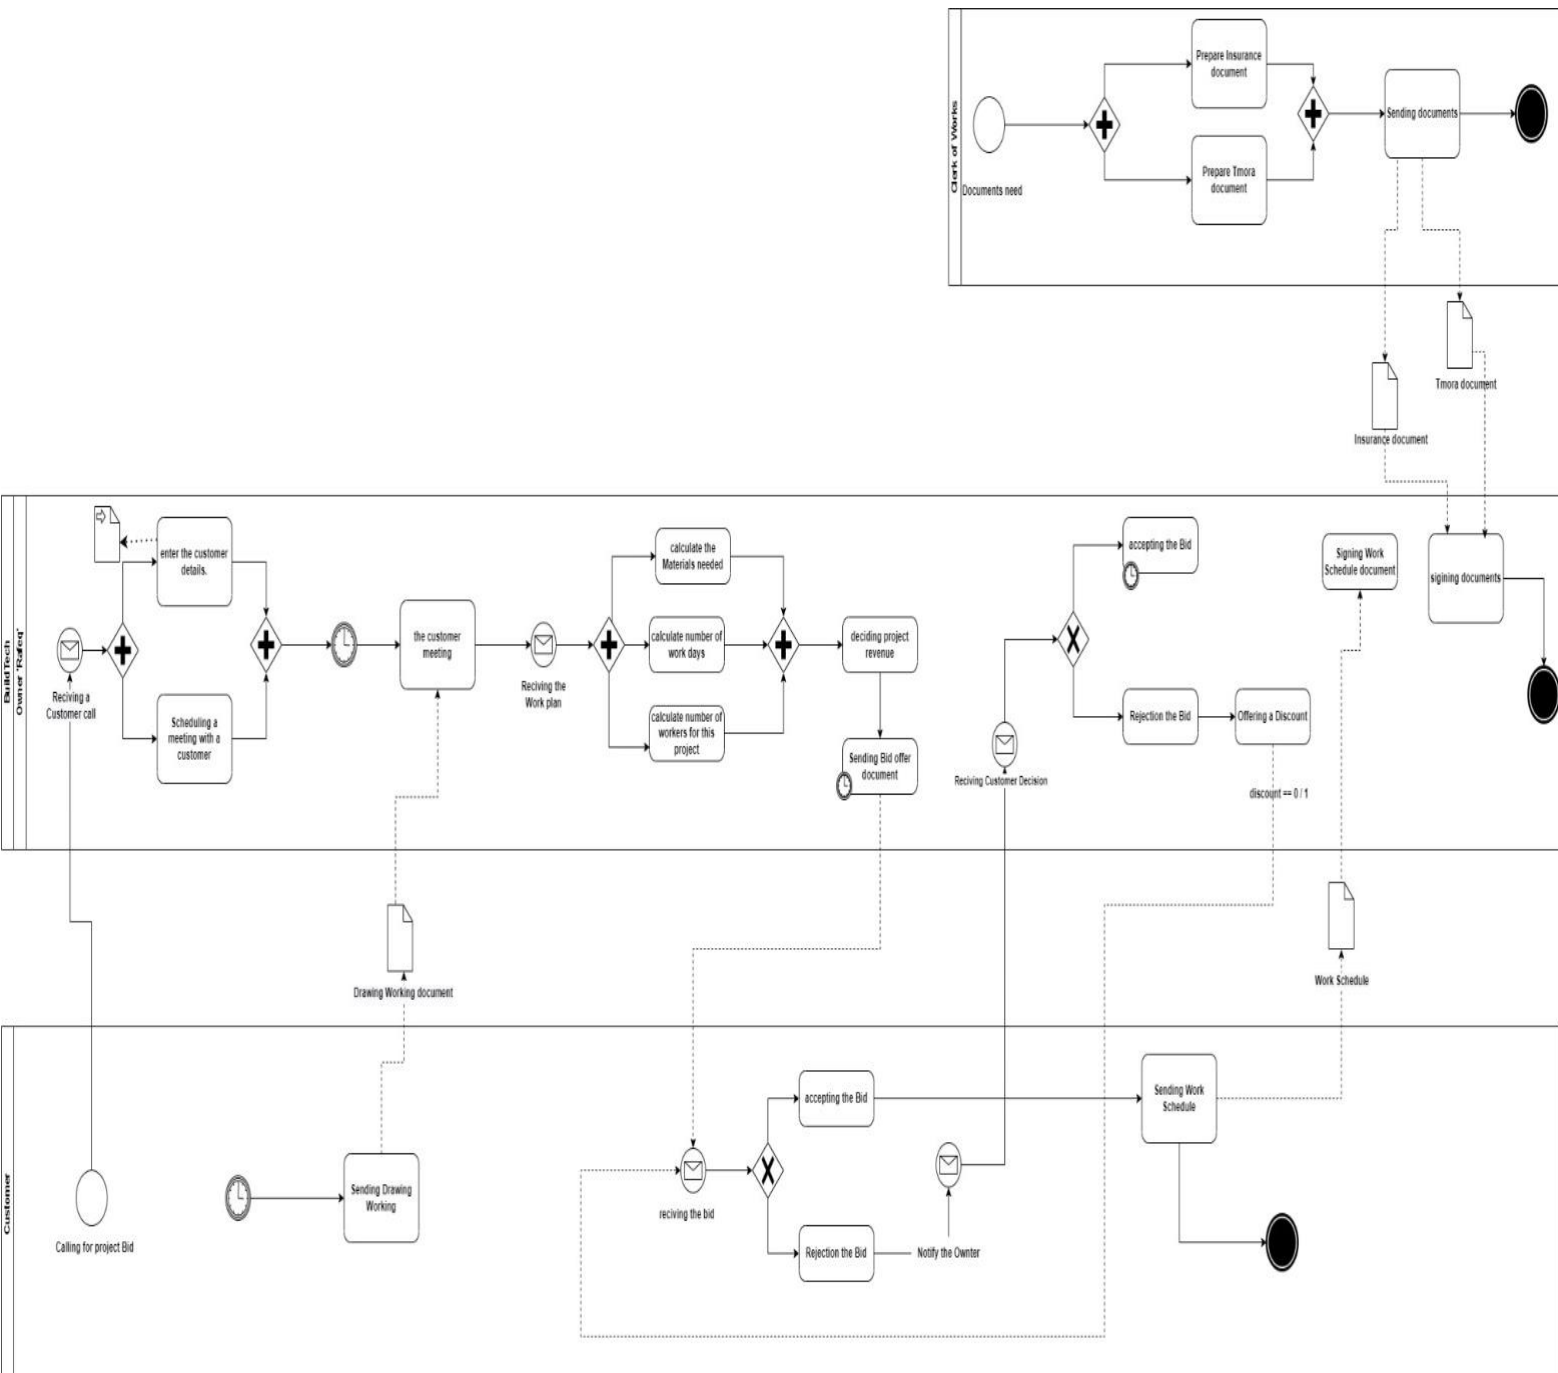 Clerk of Works
Documents need
Prepare Insurance
document
Prepare Tmora
document
Sending documents
Tmora document
Insurance document
BuildTech
Owner "Rafeq"
Reciving a
Customer call
enter the customer
details.
Scheduling a
meeting with a
customer
the customer
meeting
Reciving the
Work plan
calculate the
Materials needed
calculate number of
work days
calculate number of
workers for this
project
deciding project
revenue
Sending Bid offer
document
Reciving Customer Decision
accepting the Bid
Rejection the Bid
Offering a Discount
discount == 0 / 1
Signing Work
Schedule document
sigining documents
Drawing Working document
Work Schedule
Customer
Calling for project Bid
Sending Drawing
Working
reciving the bid
accepting the Bid
Rejection the Bid
Notify the Ownter
Sending Work
Schedule